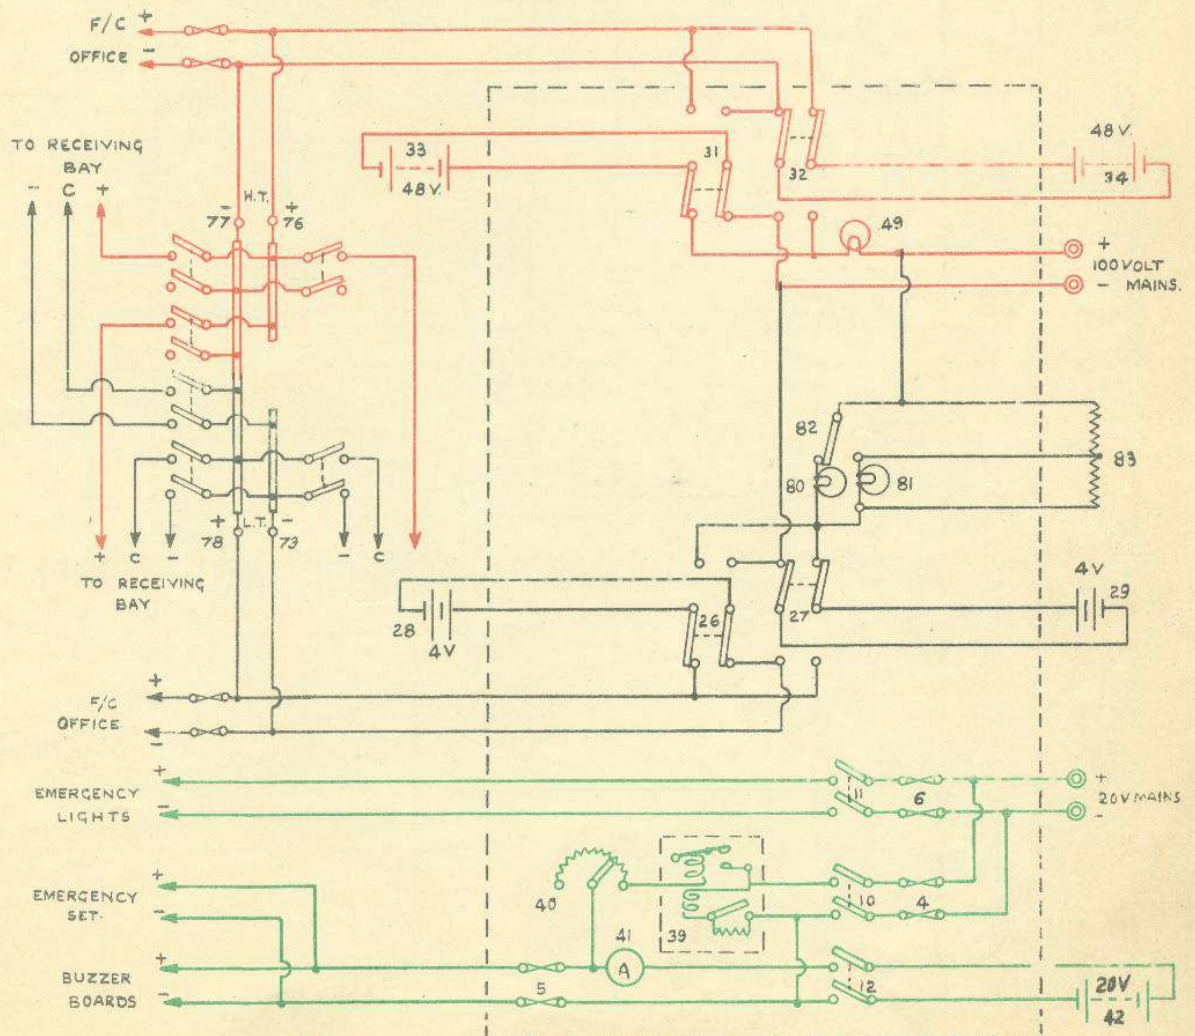 F/C +
OFFICE -
TO RECEIVING
BAY
- C +
H.T.
- +
77 76
33
48 V.
31
32
48 V.
34
49
+
100 VOLT
- MAINS.
82
80 81
83
+ L.T. -
78 73
+ C - - C
TO RECEIVING
BAY
28
4V
26
27
4V
29
+
F/C
OFFICE
-
+
EMERGENCY
LIGHTS -
11
6
+
20V MAINS
-
+
EMERGENCY
SET. -
40
39
10
4
41
A
+
BUZZER
BOARDS -
5
12
20V
42